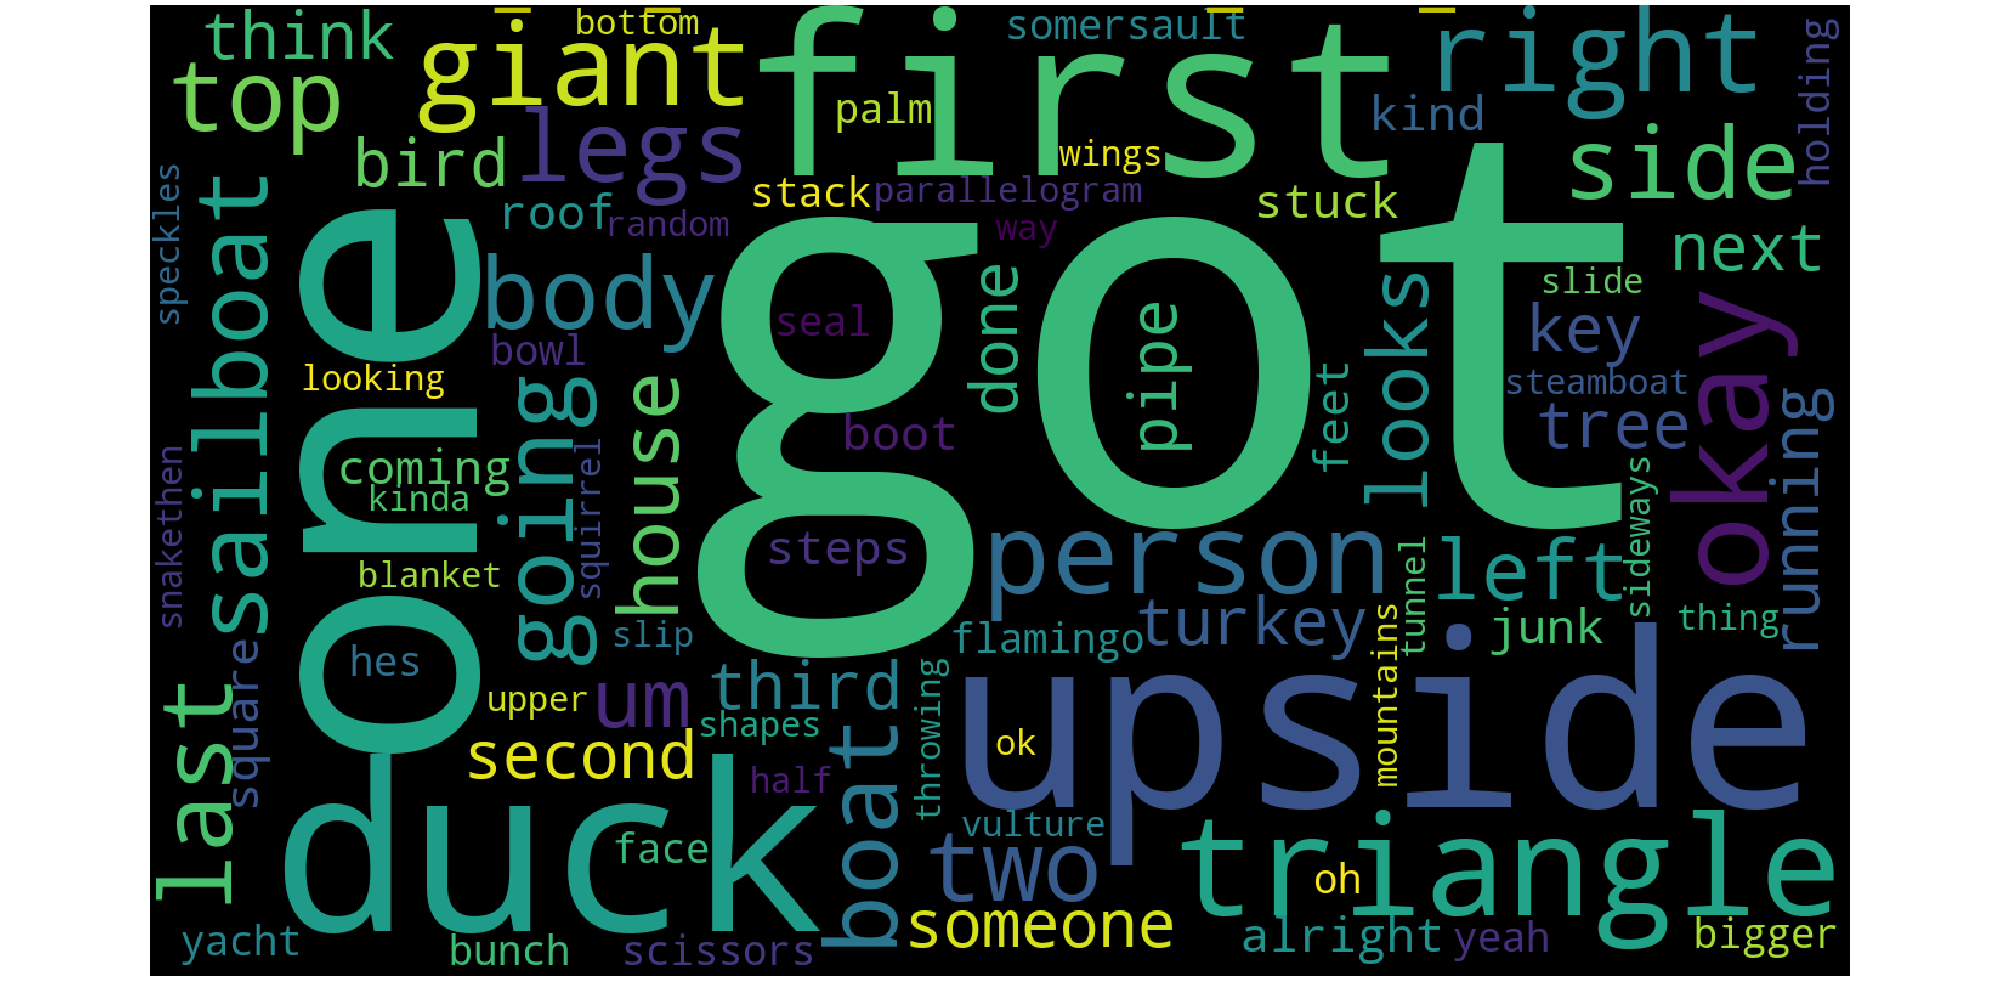 think
bottom
somersault
giant
first
right
holding
top
palm
kind
bird
legs
wings
side
speckles
stack
parallelogram
stuck
roof
random
way
next
sailboat
one
body
got
done
looks
slide
seal
pipe
key
okay
bowl
looking
going
house
boot
feet
steamboat
tree
running
coming
kinda
squirrel
snakethen
steps
person
left
sideways
blanket
tunnel
slip
flamingo
turkey
mountains
junk
thing
hes
square
last
upper
um
third
shapes
boat
throwing
upside
ok
second
half
duck
face
vulture
two
triangle
oh
someone
yacht
bunch
scissors
alright
yeah
bigger